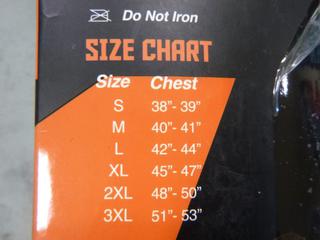 Do Not Iron
SIZE CHART
Size Chest
S 38"- 39"
M 40"- 41"
L 42"- 44"
XL 45"- 47"
2XL 48"- 50"
3XL 51"- 53"